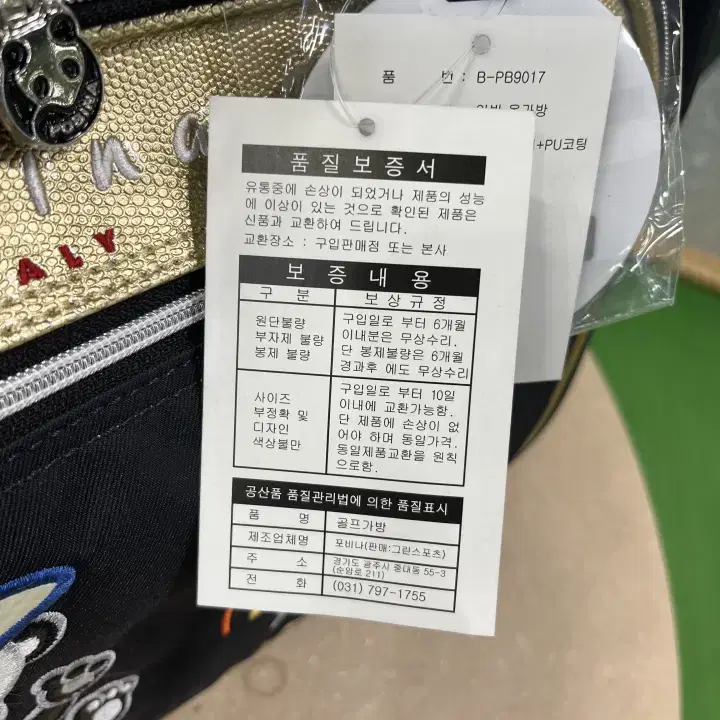 품 번 : B-PB9017
+PU코팅
ina
ALY
품질보증서
유통중에 손상이 되었거나 제품의 성능
에 이상이 있는 것으로 확인된 제품은
신품과 교환하여 드립니다.
교환장소 : 구입판매점 또는 본사
보증내용
구 분 보상규정
원단불량
부자제 불량
봉제 불량
구입일로 부터 6개월
이내분은 무상수리.
단 봉제불량은 6개월
경과후 에도 무상수리
사이즈
부정확 및
디자인
색상불만
구입일로 부터 10일
이내에 교환가능함.
단 제품에 손상이 없
어야 하며 동일가격.
동일제품교환을 원칙
으로함.
공산품 품질관리법에 의한 품질표시
품 명 골프가방
제조업체명 포비나(판매:그린스포츠)
주 소 경기도 광주시 중대동 55-3
(순암로 211)
전 화 (031) 797-1755